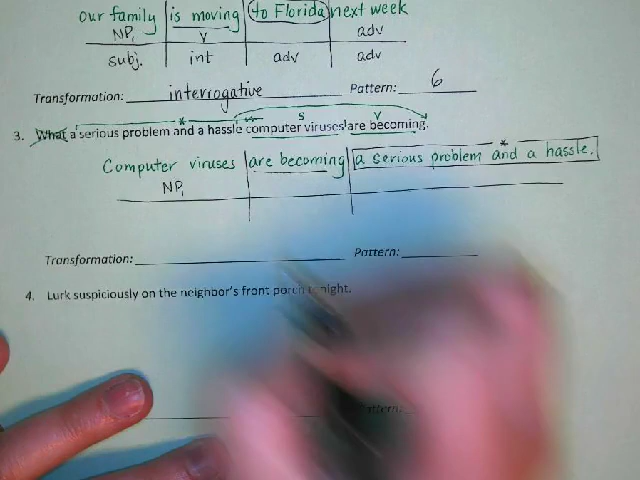 our family is moving to Florida next week
NP₁ V adv
subj. int adv adv
Transformation: interrogative Pattern: 6
S V
3. What a serious problem and a hassle computer viruses are becoming.
Computer viruses are becoming a serious problem and a hassle.
NP₁
Transformation: Pattern:
4. Lurk suspiciously on the neighbor's front porch tonight.